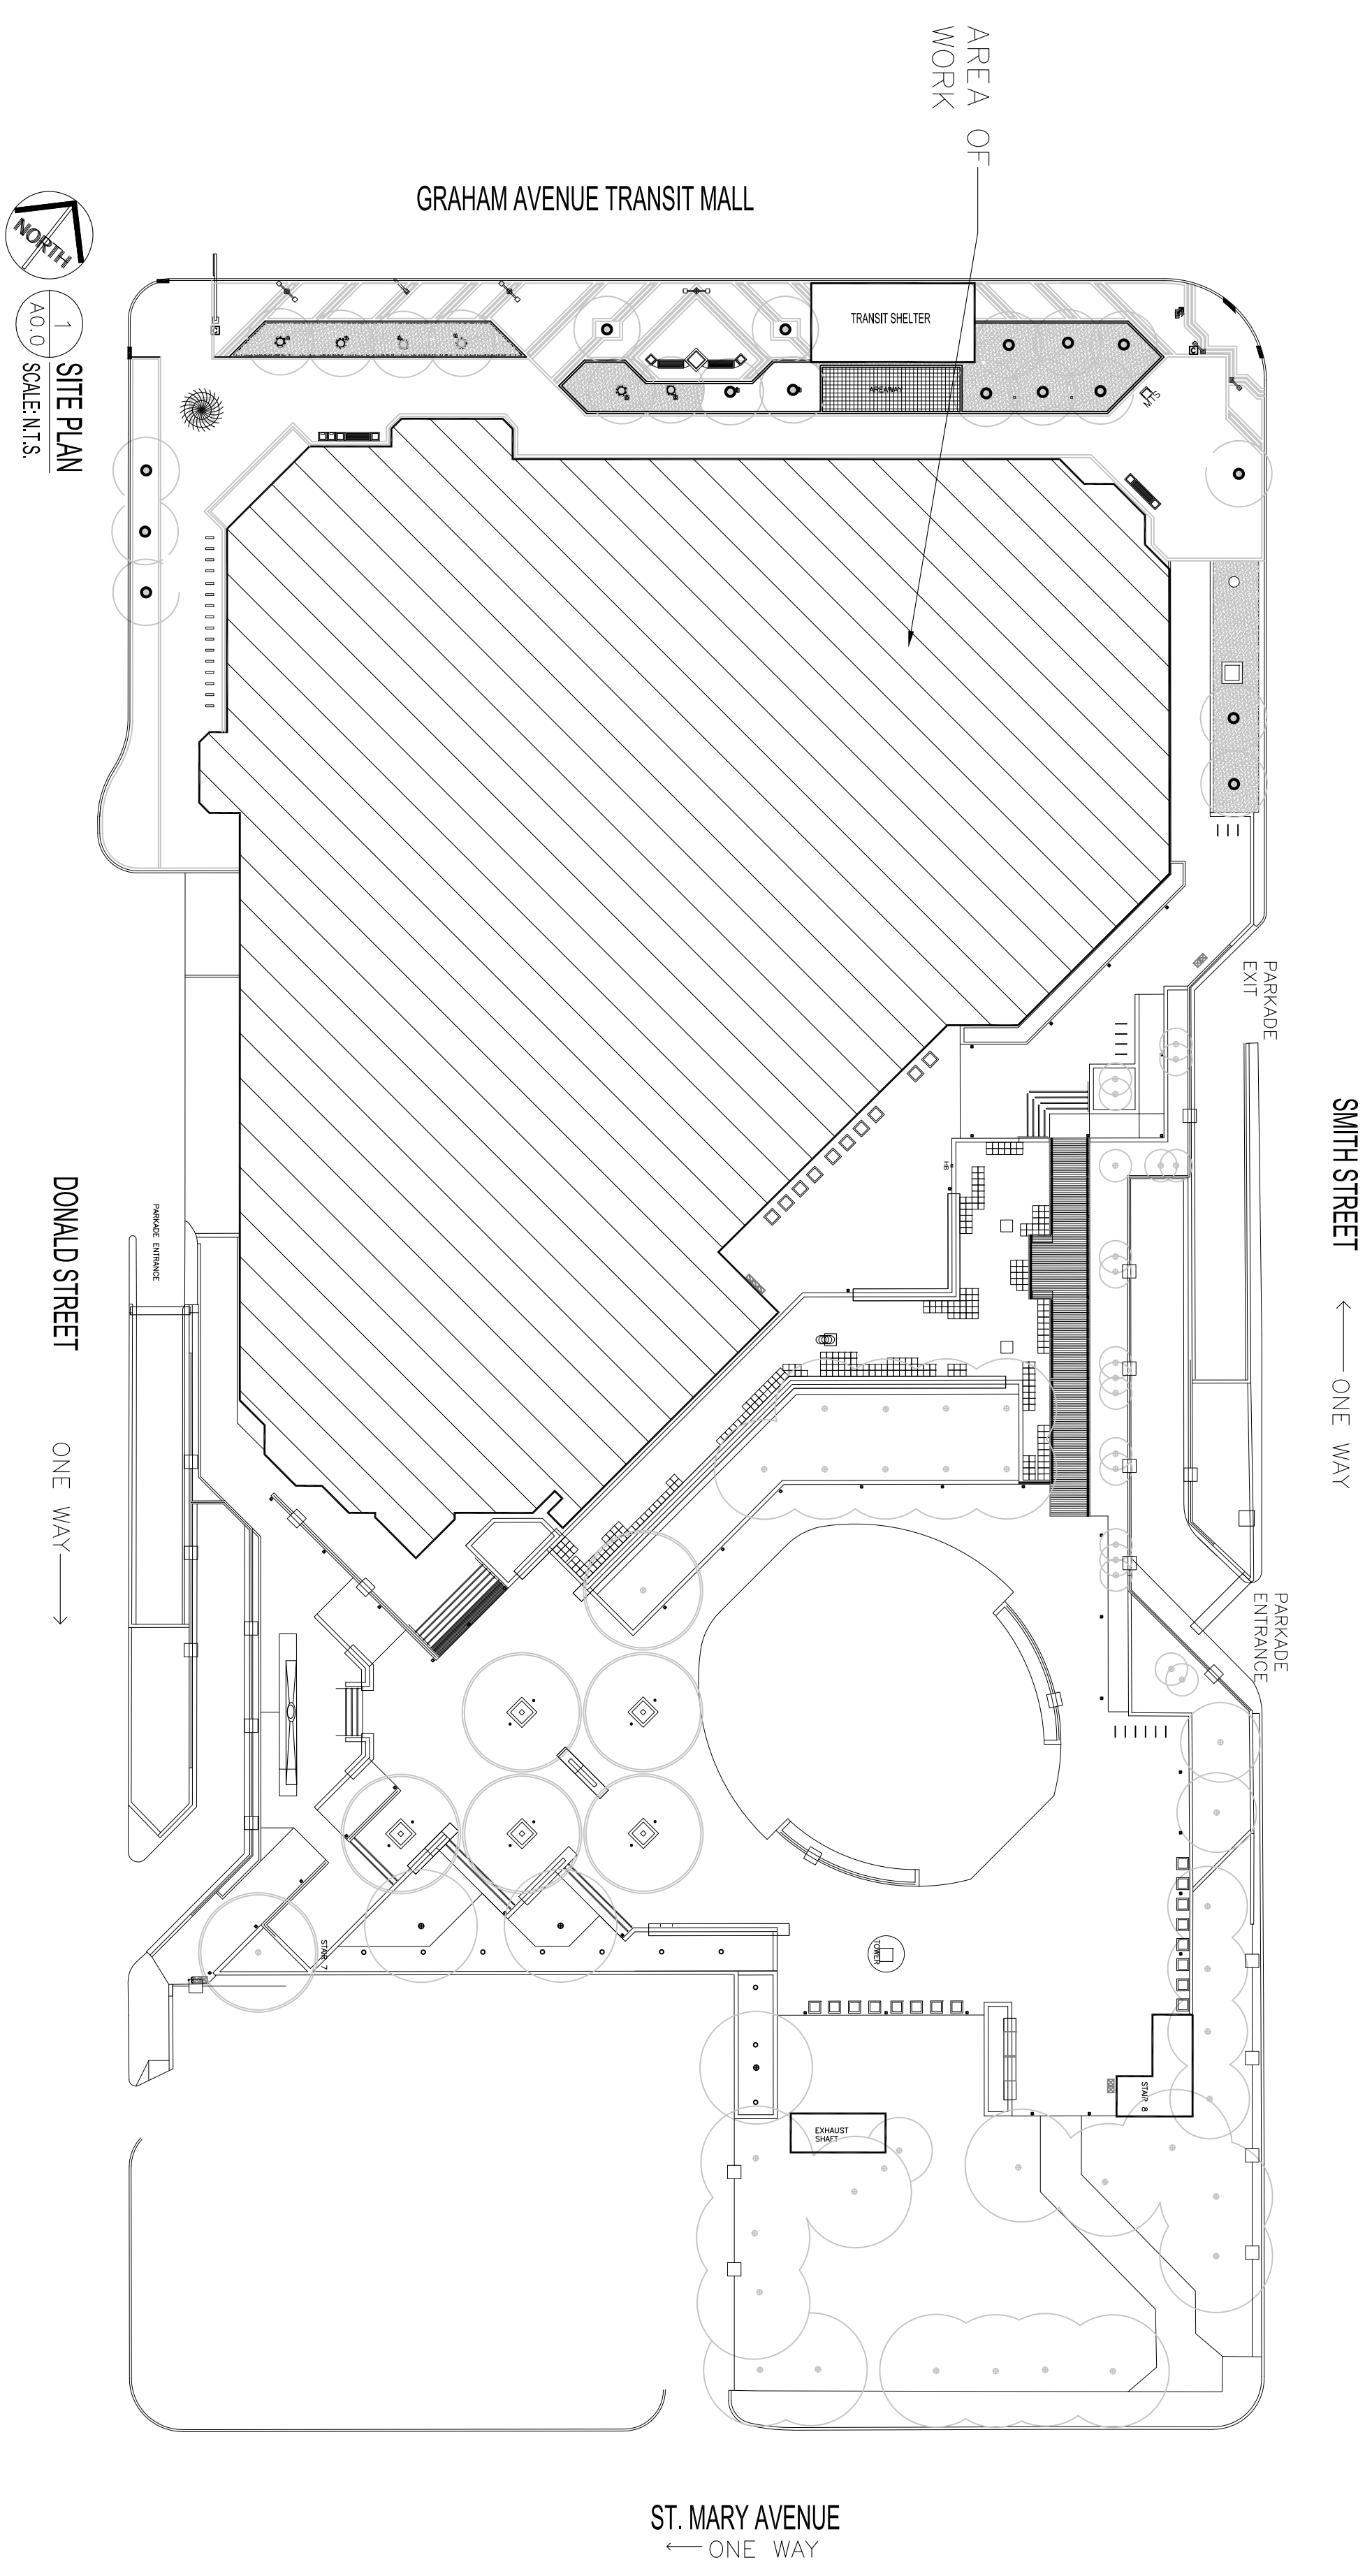 AREA OF
WORK
GRAHAM AVENUE TRANSIT MALL
NORTH
1
A0.0
SITE PLAN
SCALE: N.T.S.
TRANSIT SHELTER
AREAWAY
MTS
PARKADE
EXIT
SMITH STREET
ONE WAY
HB
DONALD STREET
ONE WAY
PARKADE ENTRANCE
PARKADE
ENTRANCE
STAIR 7
TOWER
STAIR 8
EXHAUST
SHAFT
ST. MARY AVENUE
ONE WAY